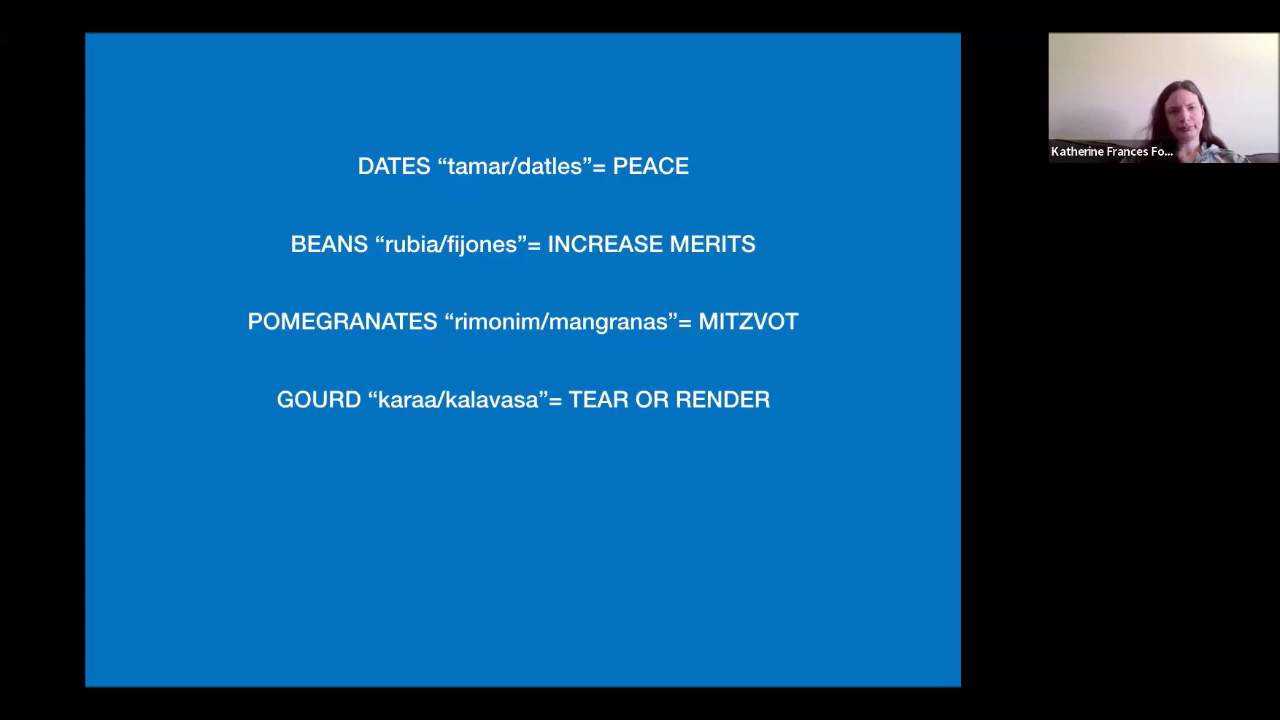 DATES “tamar/datles”= PEACE
BEANS “rubia/fijones”= INCREASE MERITS
POMEGRANATES “rimonim/mangranas”= MITZVOT
GOURD “karaa/kalavasa”= TEAR OR RENDER
Katherine Frances Fo...